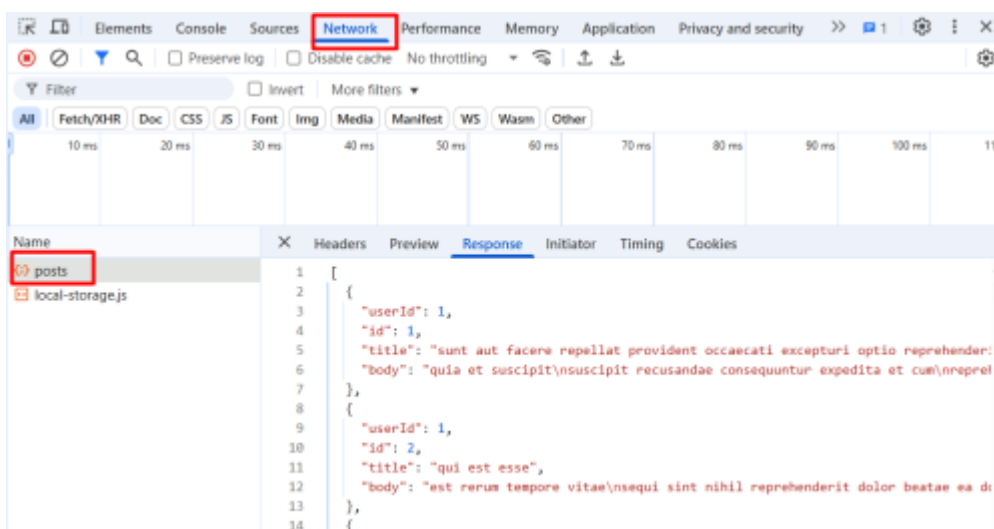 Elements Console Sources Network Performance Memory Application Privacy and security 1
Preserve log Disable cache No throttling
Filter Invert More filters
All Fetch/XHR Doc CSS JS Font Img Media Manifest WS Wasm Other
10 ms 20 ms 30 ms 40 ms 50 ms 60 ms 70 ms 80 ms 90 ms 100 ms 11
Name Headers Preview Response Initiator Timing Cookies
posts
local-storage.js
1 [
2 {
3 "userId": 1,
4 "id": 1,
5 "title": "sunt aut facere repellat provident occaecati excepturi optio reprehenderi
6 "body": "quia et suscipit\nsuscipit recusandae consequuntur expedita et cum\nrepreh
7 },
8 {
9 "userId": 1,
10 "id": 2,
11 "title": "qui est esse",
12 "body": "est rerum tempore vitae\nsequi sint nihil reprehenderit dolor beatae ea do
13 },
14 {